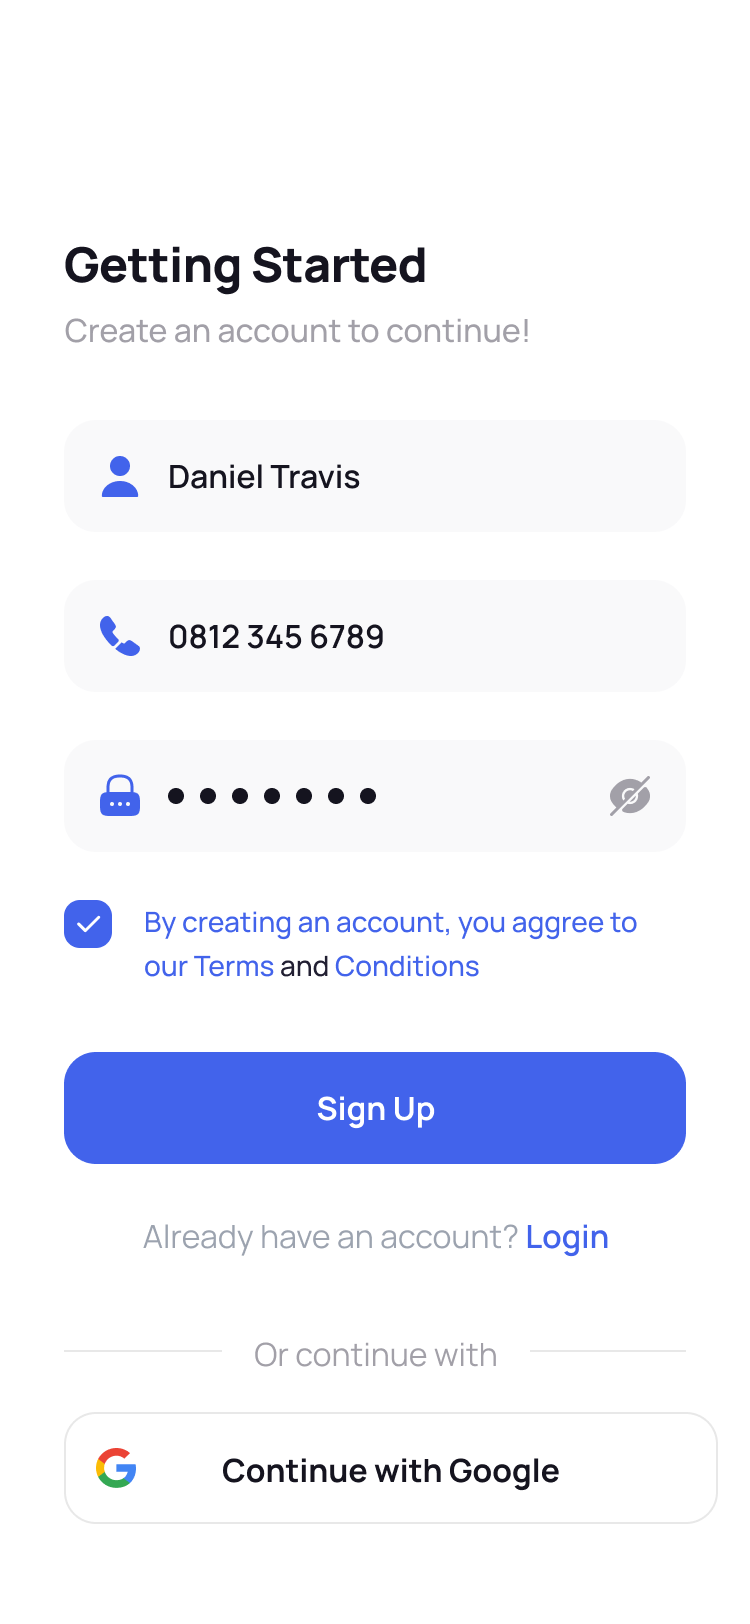 Getting Started
Create an account to continue!
Daniel Travis
0812 345 6789
By creating an account, you aggree to
our Terms and Conditions
Sign Up
Already have an account? Login
Or continue with
Continue with Google